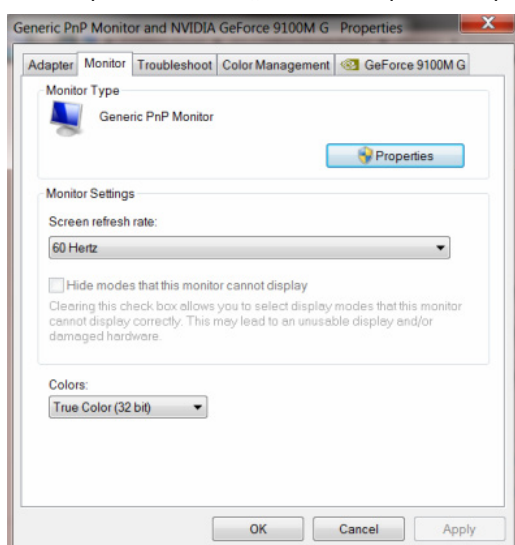 Generic PnP Monitor and NVIDIA GeForce 9100M G Properties
Adapter Monitor Troubleshoot Color Management GeForce 9100M G
Monitor Type
Generic PnP Monitor
Properties
Monitor Settings
Screen refresh rate:
60 Hertz
Hide modes that this monitor cannot display
Clearing this check box allows you to select display modes that this monitor
cannot display correctly. This may lead to an unusable display and/or
damaged hardware.
Colors:
True Color (32 bit)
OK Cancel Apply